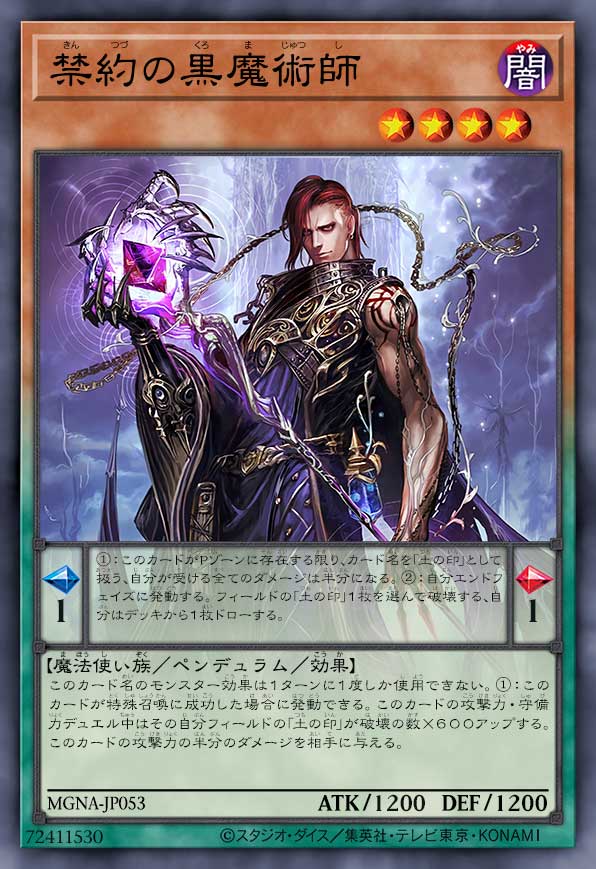 禁約の黒魔術師
闇
①：このカードがPゾーンに存在する限り、カード名を「土の印」として
扱う、自分が受ける全てのダメージは半分になる。②：自分エンドフ
ェイズに発動する。フィールドの「土の印」1枚を選んで破壊する、自
分はデッキから1枚ドローする。
1
1
【魔法使い族／ペンデュラム／効果】
このカード名のモンスター効果は1ターンに1度しか使用できない。①：この
カードが特殊召喚に成功した場合に発動できる。このカードの攻撃力・守備
力デュエル中はその自分フィールドの「土の印」が破壊の数×600アップする。
このカードの攻撃力の半分のダメージを相手に与える。
MGNA-JP053
ATK/1200 DEF/1200
72411530
©スタジオ・ダイス／集英社・テレビ東京・KONAMI